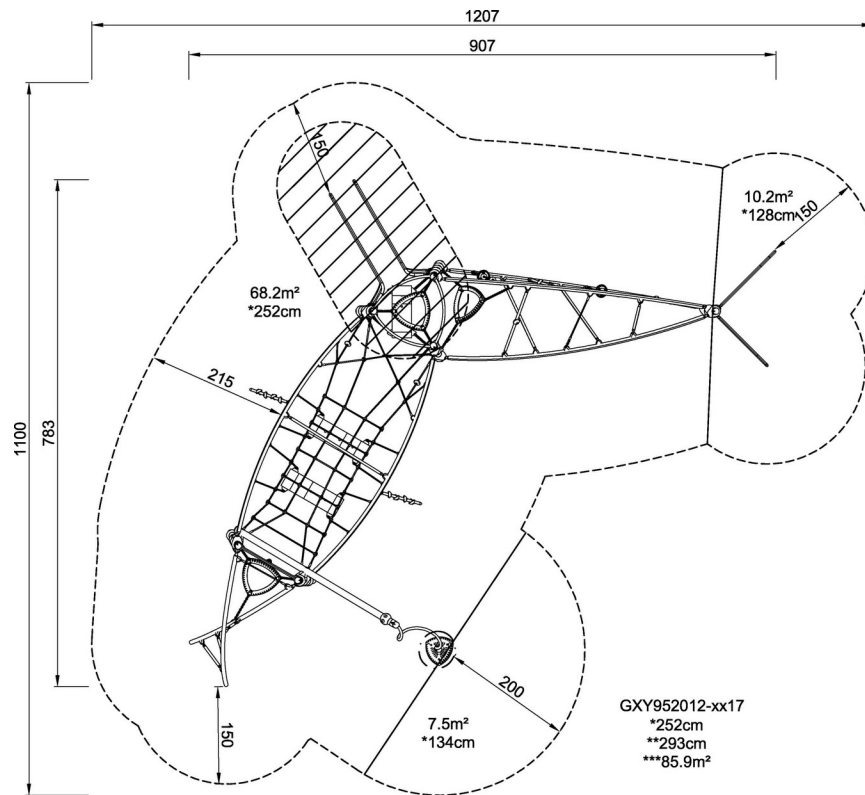 1207
907
150
10.2m²
*128cm
150
68.2m²
*252cm
215
1100
783
200
7.5m²
*134cm
150
GXY952012-xx17
*252cm
**293cm
***85.9m²